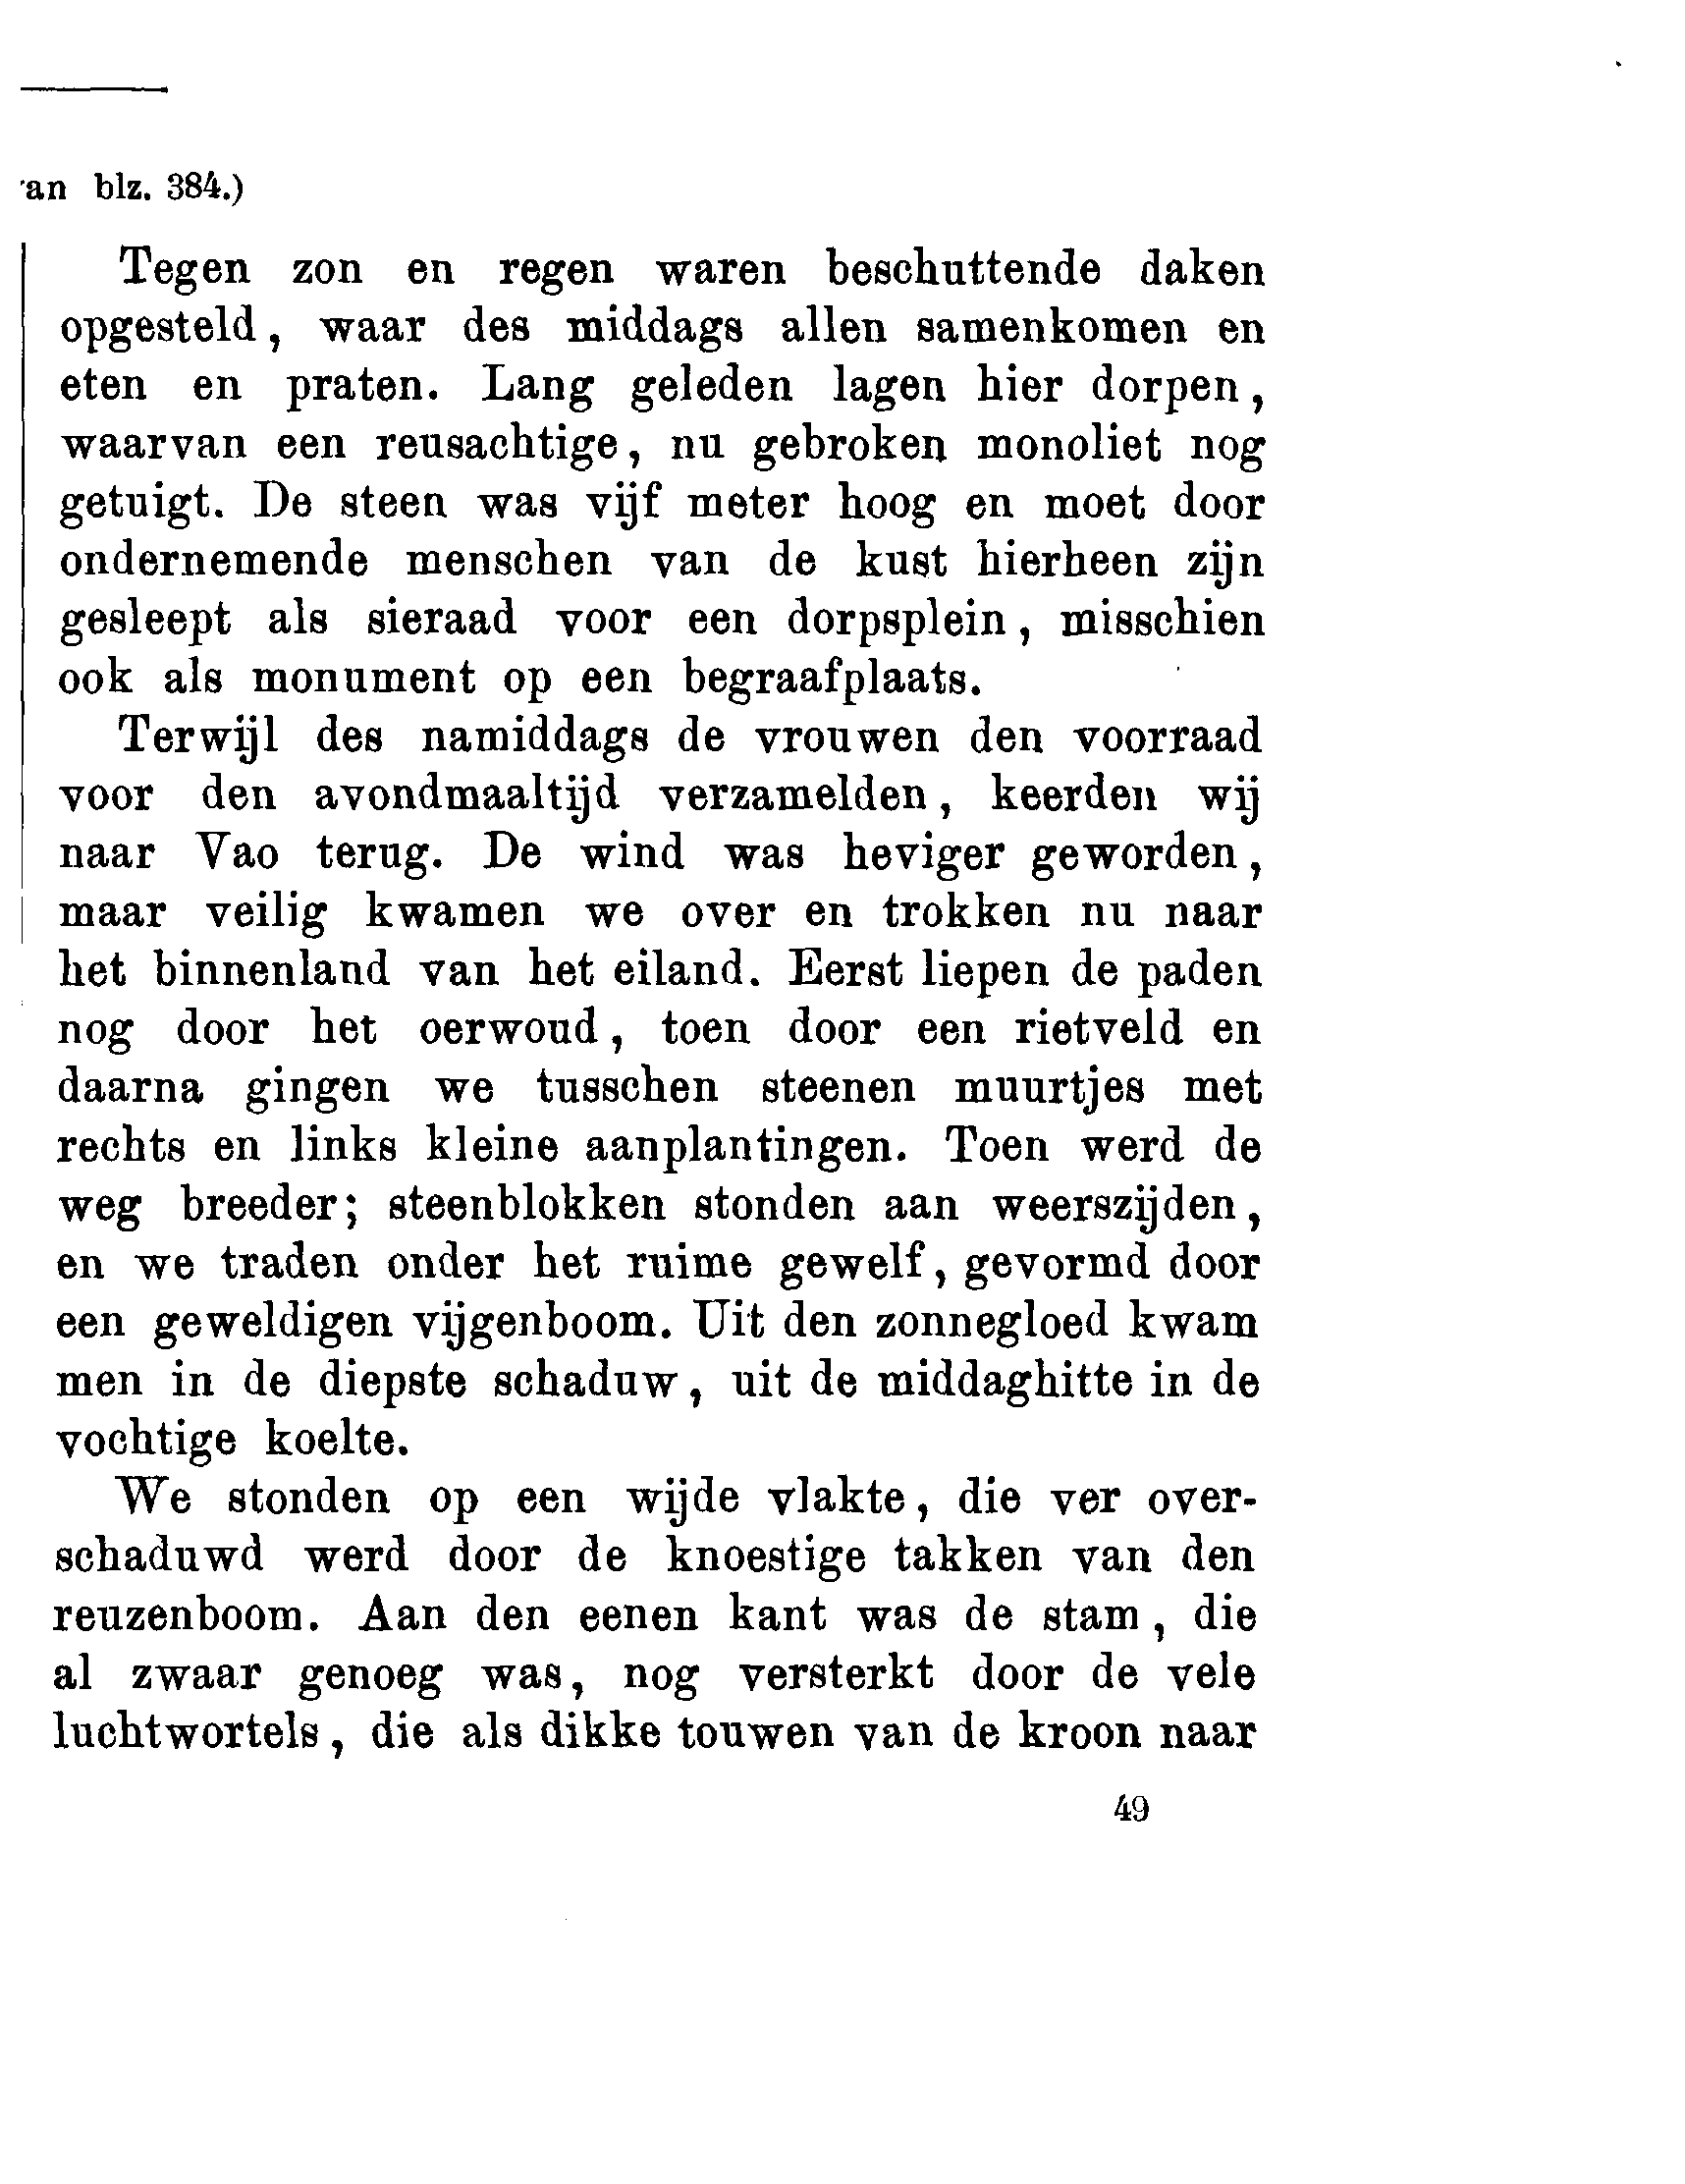 an blz. 384.)
Tegen zon en regen waren beschuttende daken
opgesteld, waar des middags allen samenkomen en
eten en praten. Lang geleden lagen hier dorpen,
waarvan een reusachtige, nu gebroken monoliet nog
getuigt. De steen was vijf meter hoog en moet door
ondernemende menschen van de kust hierheen zijn
gesleept als sieraad voor een dorpsplein, misschien
ook als monument op een begraafplaats.
Terwijl des namiddags de vrouwen den voorraad
voor den avondmaaltijd verzamelden, keerden wij
naar Vao terug. De wind was heviger geworden,
maar veilig kwamen we over en trokken nu naar
het binnenland van het eiland. Eerst liepen de paden
nog door het oerwoud, toen door een rietveld en
daarna gingen we tusschen steenen muurtjes met
rechts en links kleine aanplantingen. Toen werd de
weg breeder; steenblokken stonden aan weerszijden,
en we traden onder het ruime gewelf, gevormd door
een geweldigen vijgenboom. Uit den zonnegloed kwam
men in de diepste schaduw, uit de middaghitte in de
vochtige koelte.
We stonden op een wijde vlakte, die ver over-
schaduwd werd door de knoestige takken van den
reuzenboom. Aan den eenen kant was de stam, die
al zwaar genoeg was, nog versterkt door de vele
luchtwortels, die als dikke touwen van de kroon naar
49